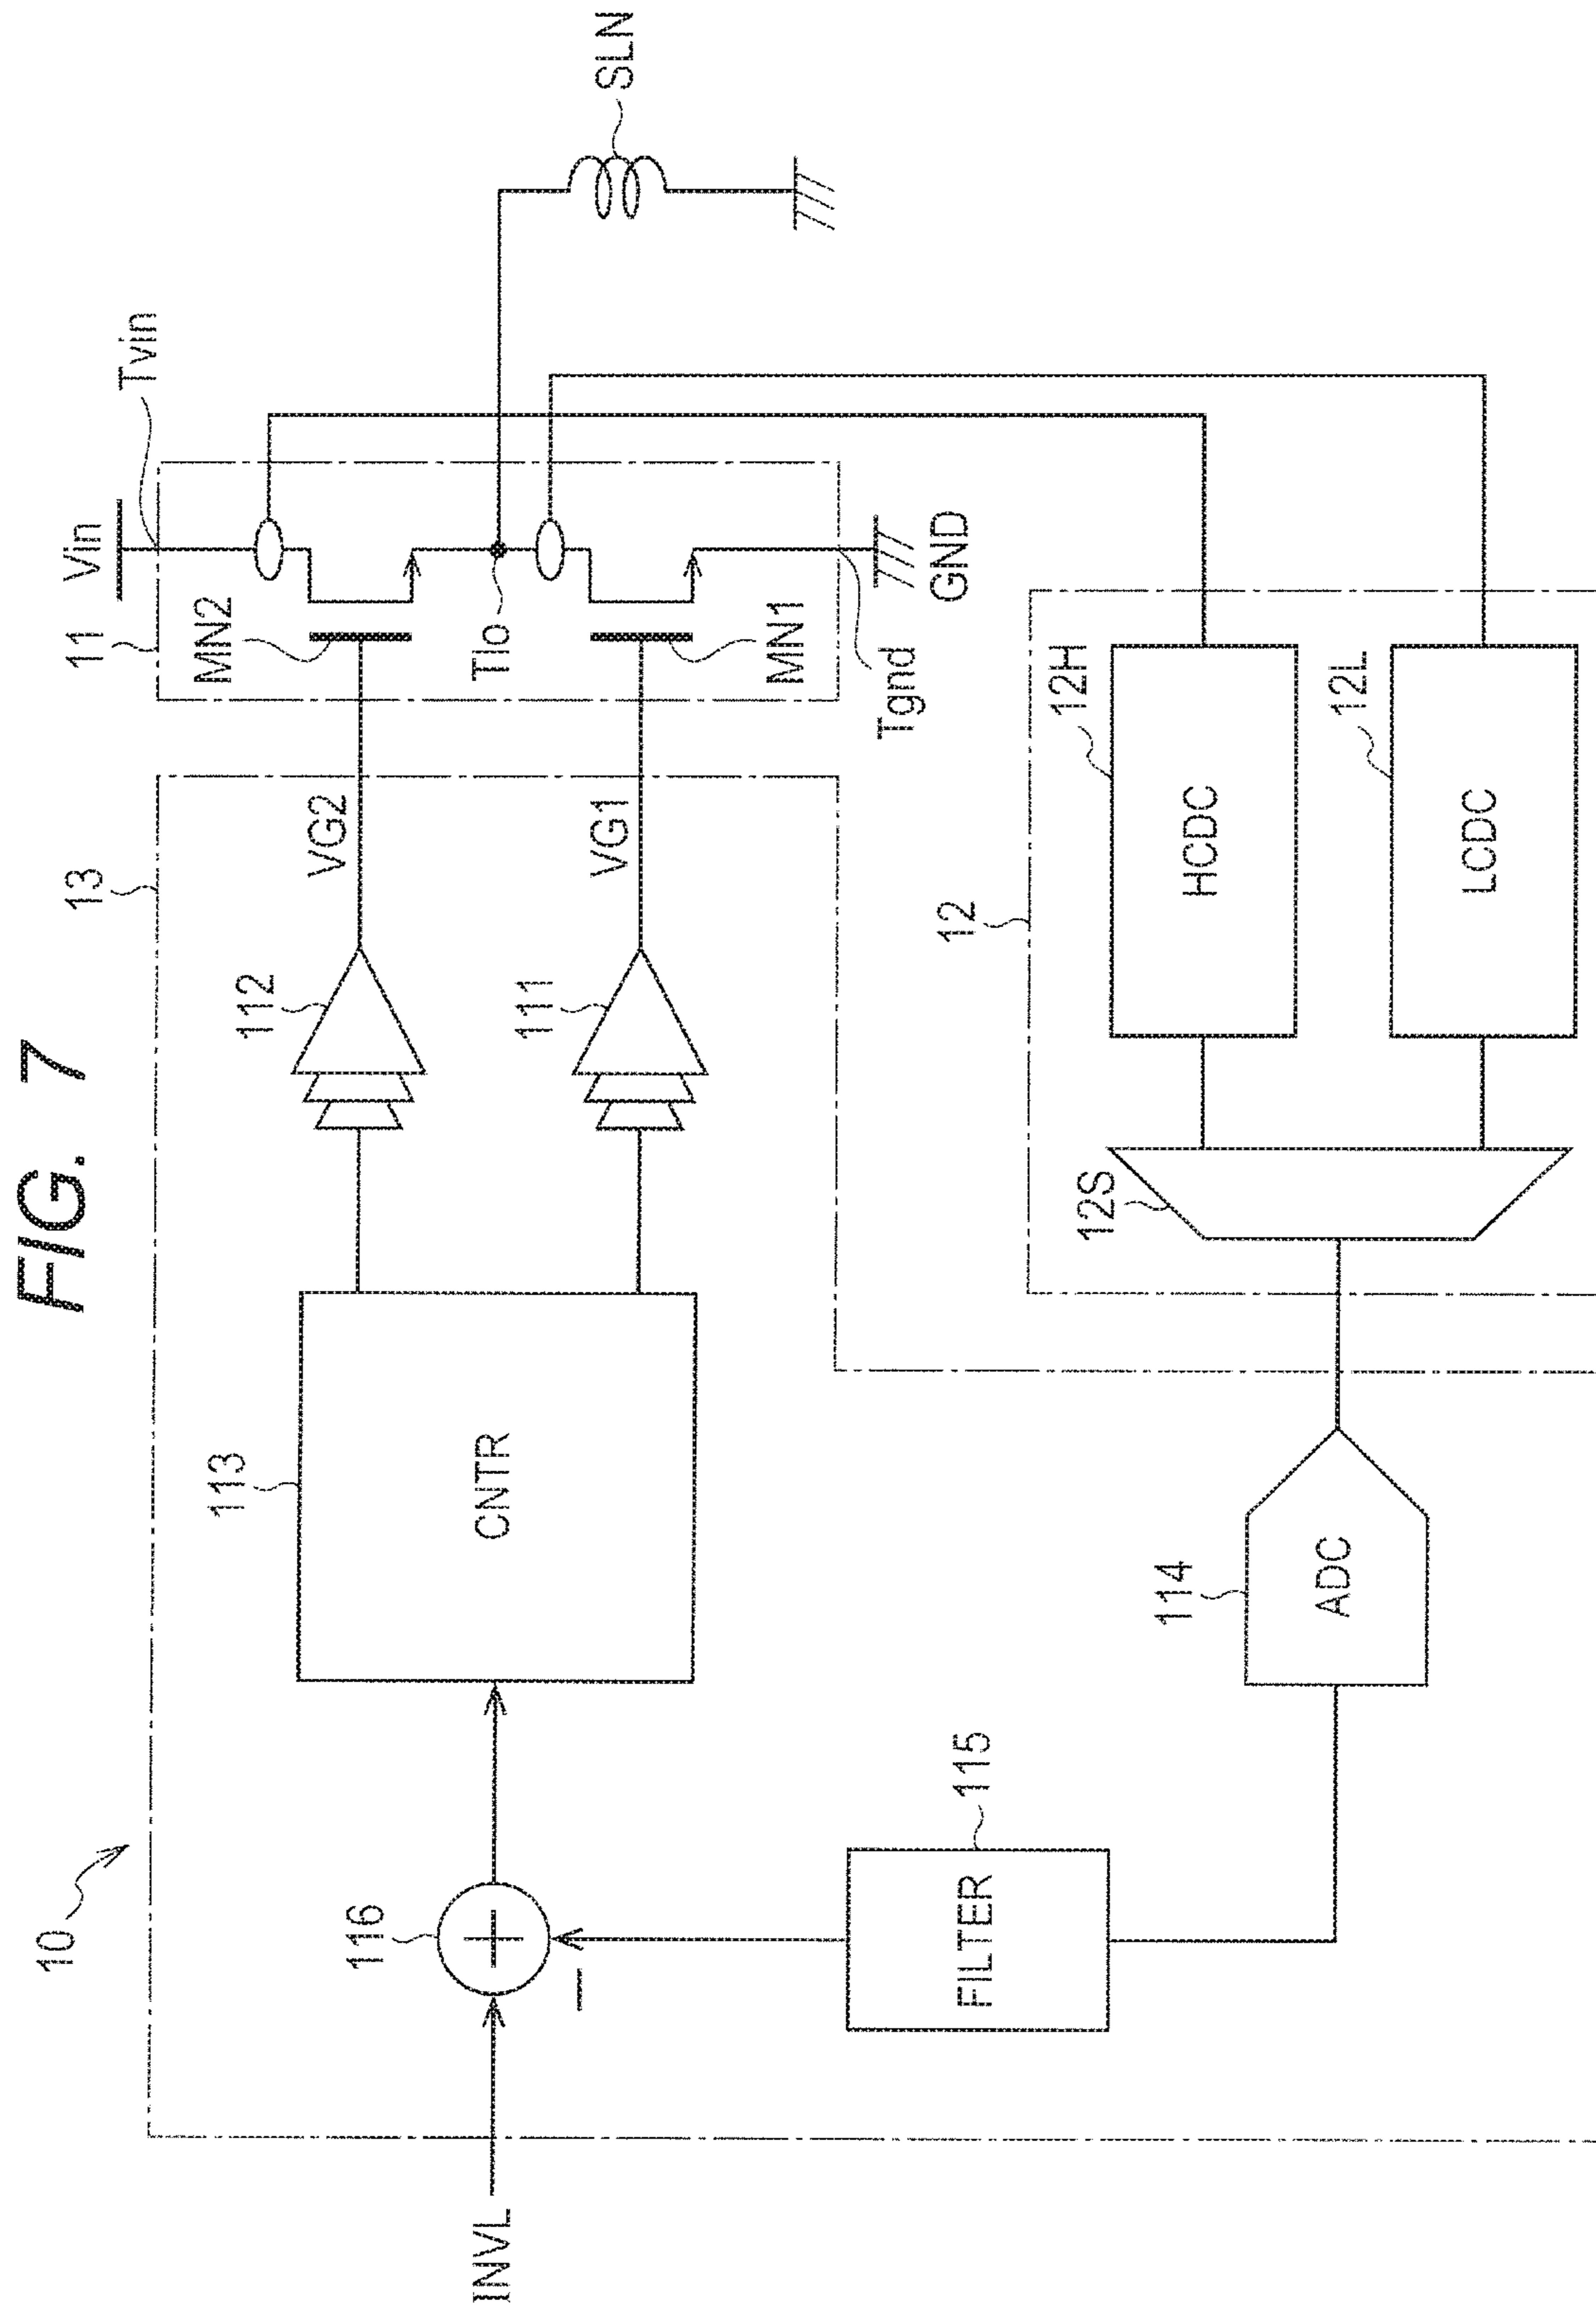 FIG. 7
10
13
11
Vin
Tvin
INVL
116
113
CNTR
112
VG2
MN2
111
VG1
MN1
Tlo
SLN
GND
Tgnd
12
115
FILTER
114
ADC
12S
12H
HCDC
12L
LCDC